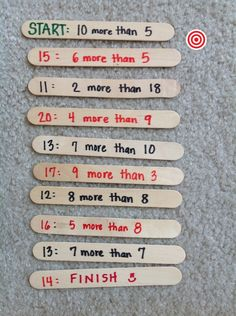 START: 10 more than 5
15: 6 more than 5
11: 2 more than 18
20: 4 more than 9
13: 7 more than 10
17: 9 more than 3
12: 8 more than 8
16: 5 more than 8
13: 7 more than 7
14: FINISH